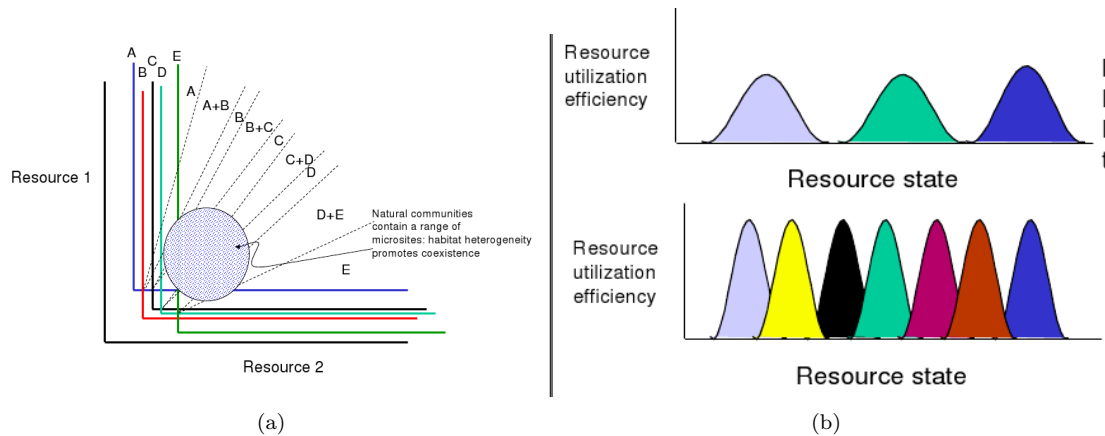 A
B
C
D
E
A
A+B
B
B+C
C
C+D
D
D+E
E
Resource 1
Natural communities
contain a range of
microsites: habitat heterogeneity
promotes coexistence
Resource 2
(a)
Resource
utilization
efficiency
Resource state
Resource
utilization
efficiency
Resource state
(b)